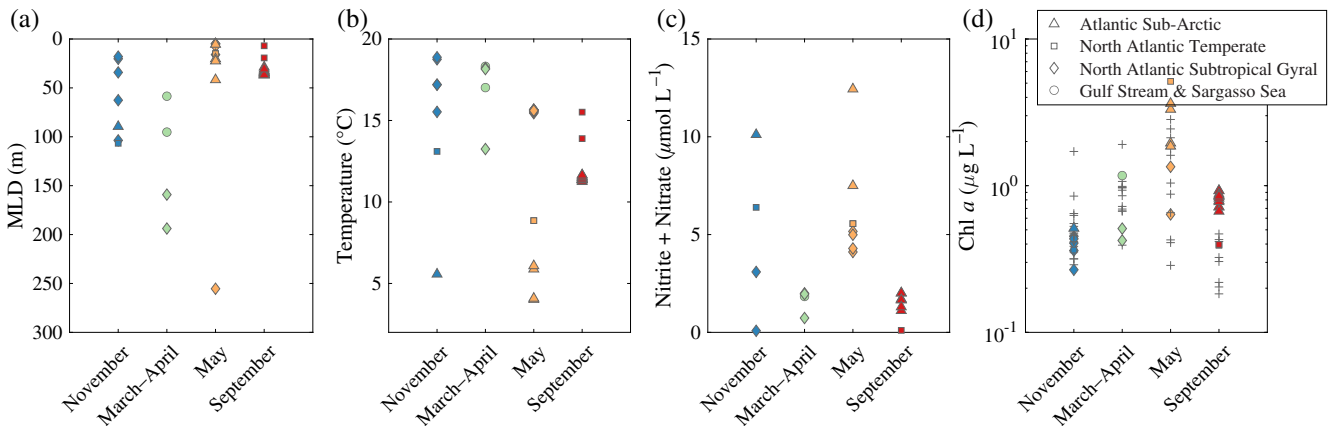 (a)
0
50
100
150
200
250
300
MLD (m)
November
March–April
May
September
(b)
20
15
10
5
Temperature (°C)
November
March–April
May
September
(c)
15
10
5
0
Nitrite + Nitrate (μmol L⁻¹)
November
March–April
May
September
(d)
10¹
10⁰
10⁻¹
Chl a (μg L⁻¹)
November
March–April
May
September
Atlantic Sub-Arctic
North Atlantic Temperate
North Atlantic Subtropical Gyral
Gulf Stream & Sargasso Sea